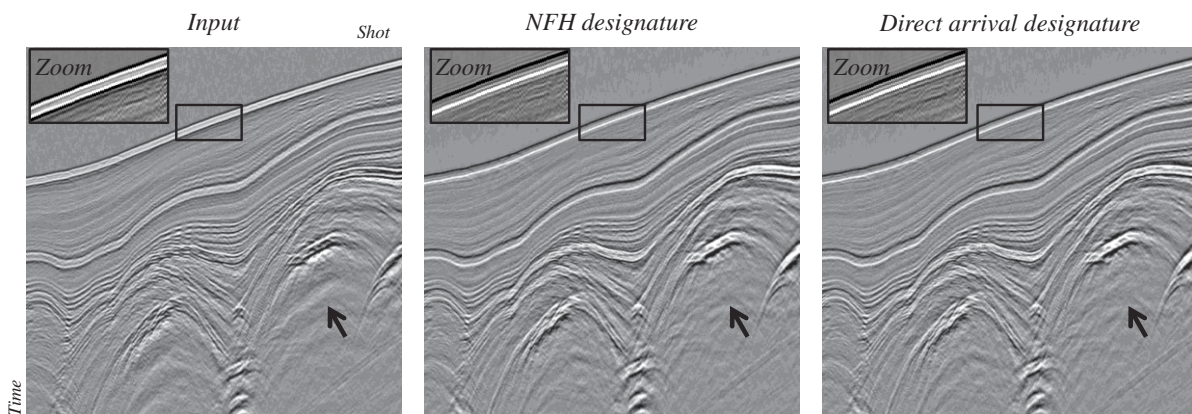 Input
NFH designature
Direct arrival designature
Shot
Zoom
Zoom
Zoom
Time